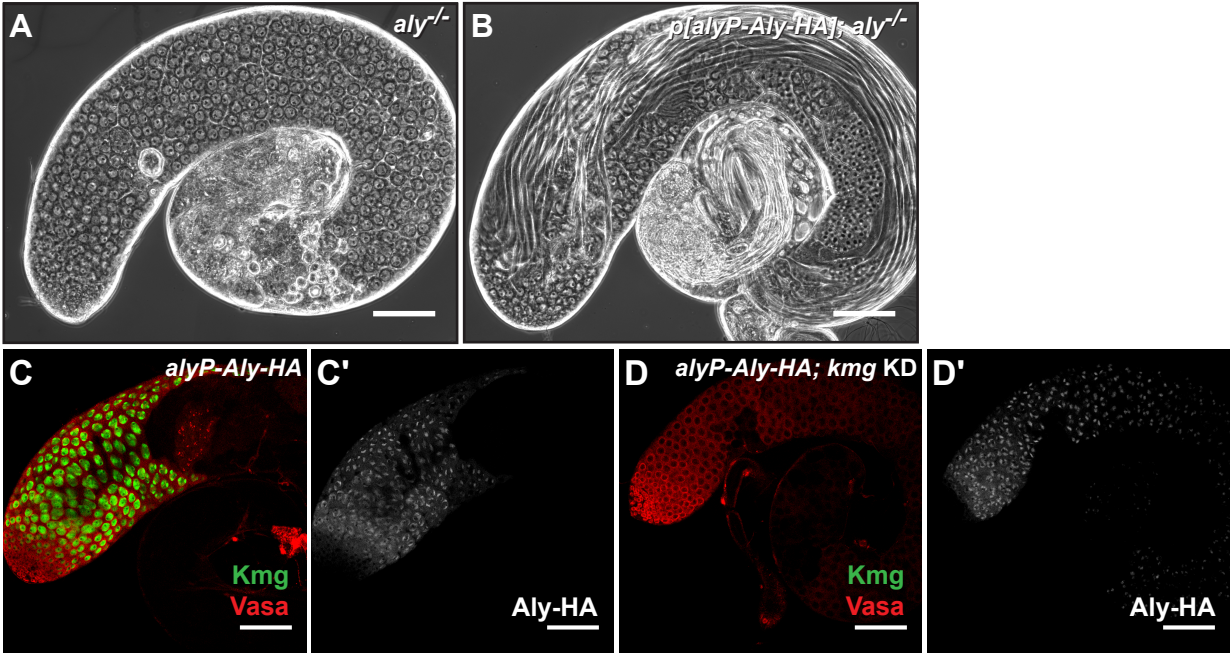 A
aly-/-
B
p[alyP-Aly-HA]; aly-/-
C
alyP-Aly-HA
Kmg
Vasa
C'
Aly-HA
D
alyP-Aly-HA; kmg KD
Kmg
Vasa
D'
Aly-HA